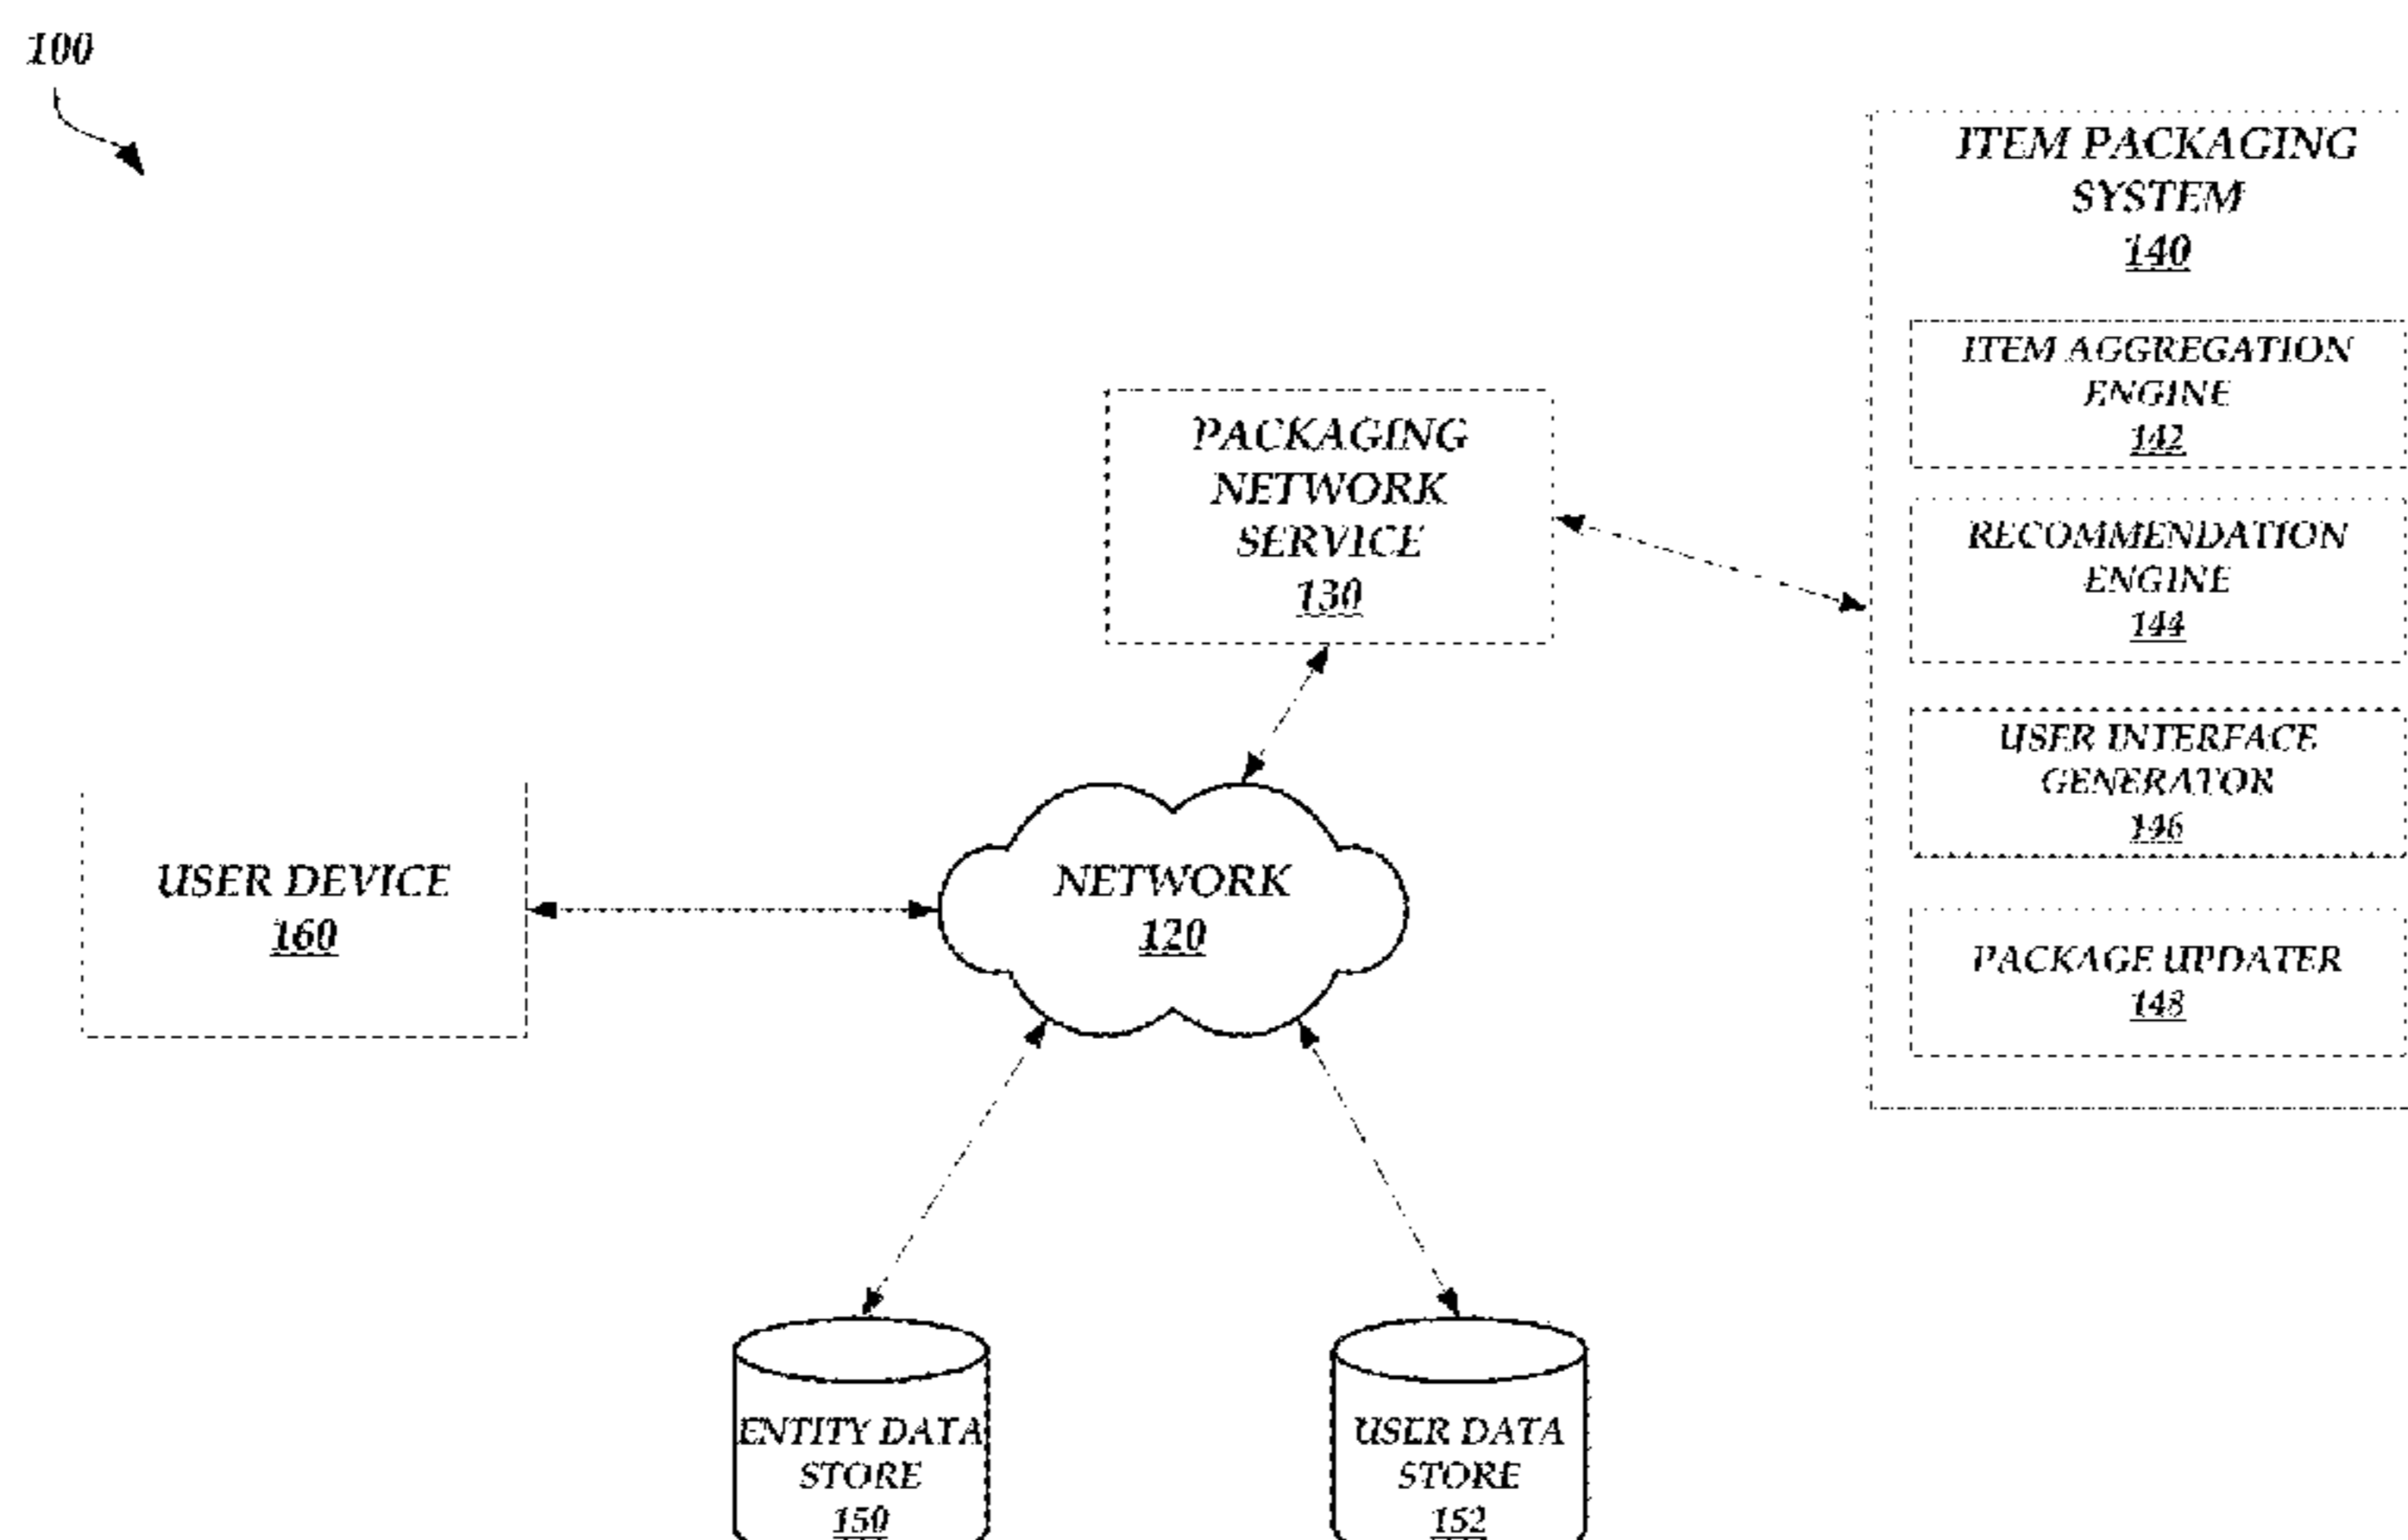 100
ITEM PACKAGING
SYSTEM
140
ITEM AGGREGATION
ENGINE
142
RECOMMENDATION
ENGINE
144
USER INTERFACE
GENERATOR
146
PACKAGE UPDATER
148
PACKAGING
NETWORK
SERVICE
130
USER DEVICE
160
NETWORK
120
ENTITY DATA
STORE
150
USER DATA
STORE
152